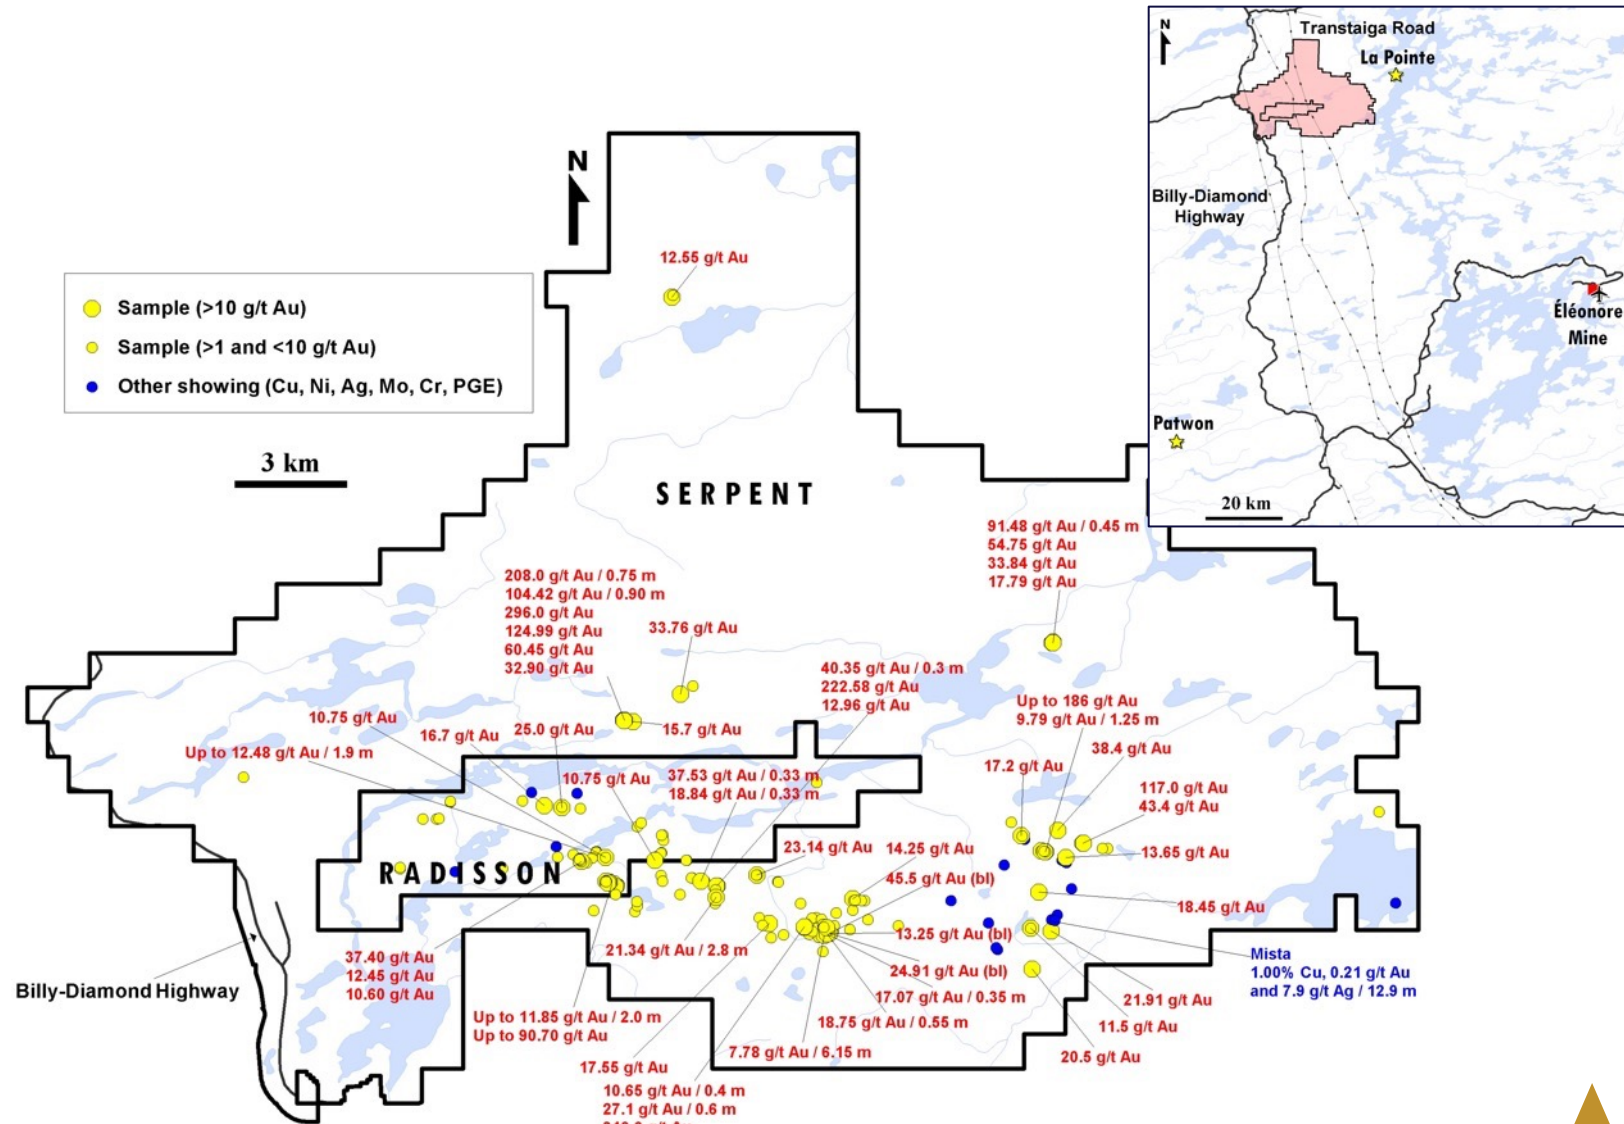 N
Transtaiga Road
La Pointe
Billy-Diamond
Highway
Éléonore
Mine
Patwon
20 km
N
12.55 g/t Au
Sample (>10 g/t Au)
Sample (>1 and <10 g/t Au)
Other showing (Cu, Ni, Ag, Mo, Cr, PGE)
3 km
SERPENT
91.48 g/t Au / 0.45 m
54.75 g/t Au
33.84 g/t Au
17.79 g/t Au
208.0 g/t Au / 0.75 m
104.42 g/t Au / 0.90 m
296.0 g/t Au
124.99 g/t Au
60.45 g/t Au
32.90 g/t Au
33.76 g/t Au
15.7 g/t Au
40.35 g/t Au / 0.3 m
222.58 g/t Au
12.96 g/t Au
Up to 186 g/t Au
9.79 g/t Au / 1.25 m
38.4 g/t Au
10.75 g/t Au
16.7 g/t Au
25.0 g/t Au
Up to 12.48 g/t Au / 1.9 m
10.75 g/t Au
37.53 g/t Au / 0.33 m
18.84 g/t Au / 0.33 m
17.2 g/t Au
117.0 g/t Au
43.4 g/t Au
13.65 g/t Au
23.14 g/t Au
14.25 g/t Au
45.5 g/t Au (bl)
RADISSON
18.45 g/t Au
13.25 g/t Au (bl)
21.34 g/t Au / 2.8 m
24.91 g/t Au (bl)
17.07 g/t Au / 0.35 m
37.40 g/t Au
12.45 g/t Au
10.60 g/t Au
Mista
1.00% Cu, 0.21 g/t Au
and 7.9 g/t Ag / 12.9 m
Billy-Diamond Highway
21.91 g/t Au
11.5 g/t Au
20.5 g/t Au
Up to 11.85 g/t Au / 2.0 m
Up to 90.70 g/t Au
18.75 g/t Au / 0.55 m
7.78 g/t Au / 6.15 m
17.55 g/t Au
10.65 g/t Au / 0.4 m
27.1 g/t Au / 0.6 m